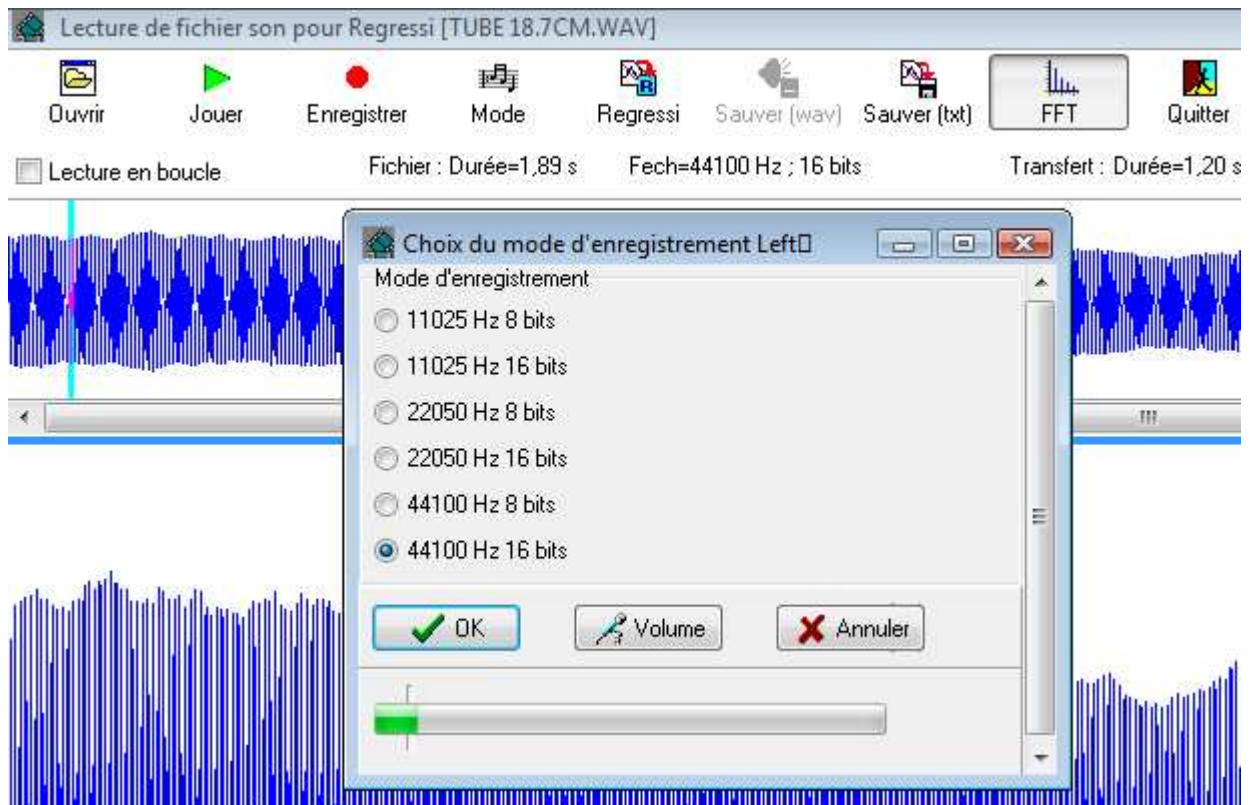 Lecture de fichier son pour Regressi [TUBE 18.7CM.WAV]
Ouvrir Jouer Enregistrer Mode Regressi Sauver (wav) Sauver (txt) FFT Quitter
Lecture en boucle Fichier : Durée=1,89 s Fech=44100 Hz ; 16 bits Transfert : Durée=1,20 s
Choix du mode d'enregistrement Left
Mode d'enregistrement
11025 Hz 8 bits
11025 Hz 16 bits
22050 Hz 8 bits
22050 Hz 16 bits
44100 Hz 8 bits
44100 Hz 16 bits
OK Volume Annuler